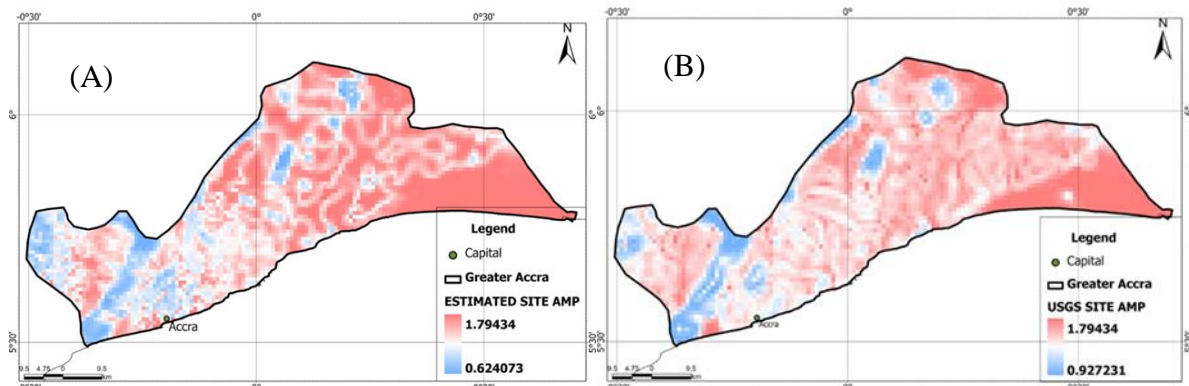 -0°30' 0° 0°30'
N
(A)
6°
Legend
Capital
Greater Accra
ESTIMATED SITE AMP
1.79434
0.624073
Accra
5°30'
9.5 4.75 0 9.5
km
-0°30' 0° 0°30'
N
(B)
6°
6°
Legend
Capital
Greater Accra
USGS SITE AMP
1.79434
0.927231
Accra
5°30'
9.5 4.75 0 9.5